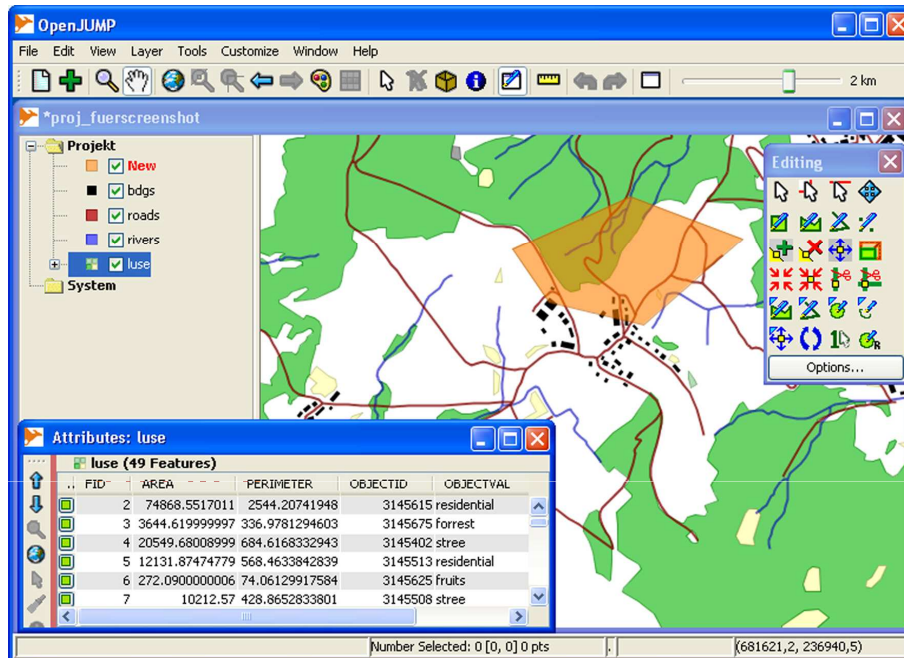 OpenJUMP
File Edit View Layer Tools Customize Window Help
2 km
*proj_fuerscreenshot
Projekt
New
bdgs
roads
rivers
luse
System
Editing
1
R
Options...
Attributes: luse
luse (49 Features)
.. FID AREA PERIMETER OBJECTID OBJECTVAL
2 74868.5517011 2544.20741948 3145615 residential
3 3644.619999997 336.9781294603 3145675 forrest
4 20549.68008999 684.6168332943 3145402 stree
5 12131.87474779 568.4633842839 3145513 residential
6 272.0900000006 74.06129917584 3145625 fruits
7 10212.57 428.8652833801 3145508 stree
Number Selected: 0 [0, 0] 0 pts . (681621,2, 236940,5)